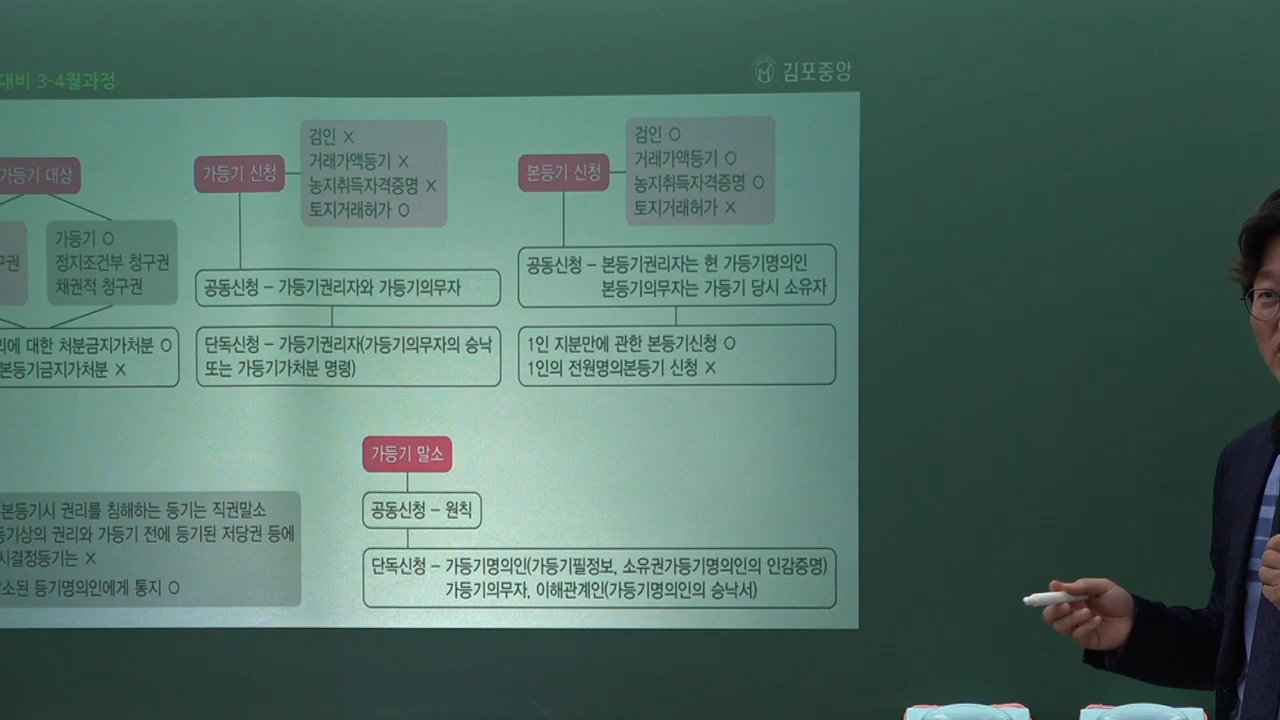 대비 3-4월과정
김포중앙
가등기 대상
가등기 신청
검인 X
거래가액등기 X
농지취득자격증명 X
토지거래허가 O
본등기 신청
검인 O
거래가액등기 O
농지취득자격증명 O
토지거래허가 X
구권
가등기 O
정지조건부 청구권
채권적 청구권
공동신청 - 가등기권리자와 가등기의무자
공동신청 - 본등기권리자는 현 가등기명의인
본등기의무자는 가등기 당시 소유자
에 대한 처분금지가처분 O
본등기금지가처분 X
단독신청 - 가등기권리자(가등기의무자의 승낙
또는 가등기가처분 명령)
1인 지분만에 관한 본등기신청 O
1인의 전원명의본등기 신청 X
가등기 말소
본등기시 권리를 침해하는 등기는 직권말소
등기상의 권리와 가등기 전에 등기된 저당권 등에
시결정등기는 X
소된 등기명의인에게 통지 O
공동신청 - 원칙
단독신청 - 가등기명의인(가등기필정보, 소유권가등기명의인의 인감증명)
가등기의무자, 이해관계인(가등기명의인의 승낙서)